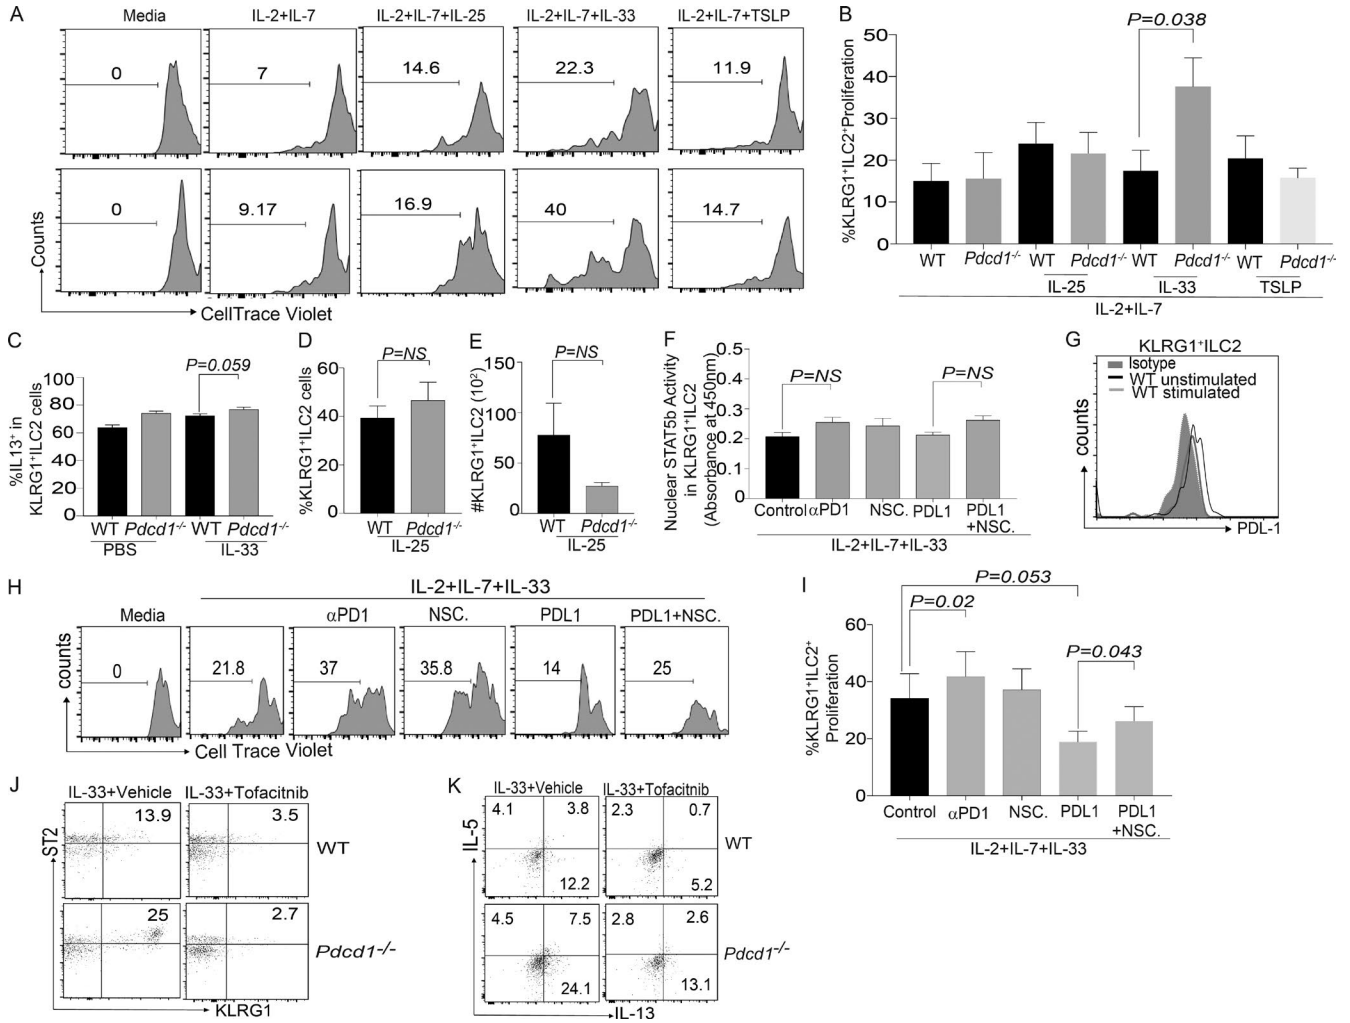 A
Media
IL-2+IL-7
IL-2+IL-7+IL-25
IL-2+IL-7+IL-33
IL-2+IL-7+TSLP
0
7
14.6
22.3
11.9
0
9.17
16.9
40
14.7
Counts
CellTrace Violet
B
P=0.038
%KLRG1⁺ILC2⁺Proliferation
50
40
30
20
10
0
WT
Pdcd1-/-
WT
Pdcd1-/-
WT
Pdcd1-/-
WT
Pdcd1-/-
IL-25
IL-33
TSLP
IL-2+IL-7
C
P=0.059
%IL13⁺ in
KLRG1⁺ILC2 cells
100
80
60
40
20
0
WT Pdcd1-/-
WT Pdcd1-/-
PBS
IL-33
D
P=NS
%KLRG1⁺ILC2 cells
60
40
20
0
WT Pdcd1-/-
IL-25
E
P=NS
#KLRG1⁺ILC2 (10²)
150
100
50
0
WT Pdcd1-/-
IL-25
F
P=NS
P=NS
Nuclear STAT5b Activity
in KLRG1⁺ILC2
(Absorbance at 450nm)
0.5
0.4
0.3
0.2
0.1
0
Control
αPD1
NSC.
PDL1
PDL1
+NSC.
IL-2+IL-7+IL-33
G
KLRG1⁺ILC2
Isotype
WT unstimulated
WT stimulated
counts
PDL-1
H
IL-2+IL-7+IL-33
Media
αPD1
NSC.
PDL1
PDL1+NSC.
0
21.8
37
35.8
14
25
counts
Cell Trace Violet
I
P=0.053
P=0.02
P=0.043
%KLRG1⁺ILC2⁺
Proliferation
60
40
20
0
Control
αPD1
NSC.
PDL1
PDL1
+NSC.
IL-2+IL-7+IL-33
J
IL-33+Vehicle
IL-33+Tofacitnib
13.9
3.5
WT
25
2.7
Pdcd1-/-
ST2
KLRG1
K
IL-33+Vehicle
IL-33+Tofacitnib
4.1
3.8
2.3
0.7
WT
12.2
5.2
4.5
7.5
2.8
2.6
Pdcd1-/-
24.1
13.1
IL-5
IL-13